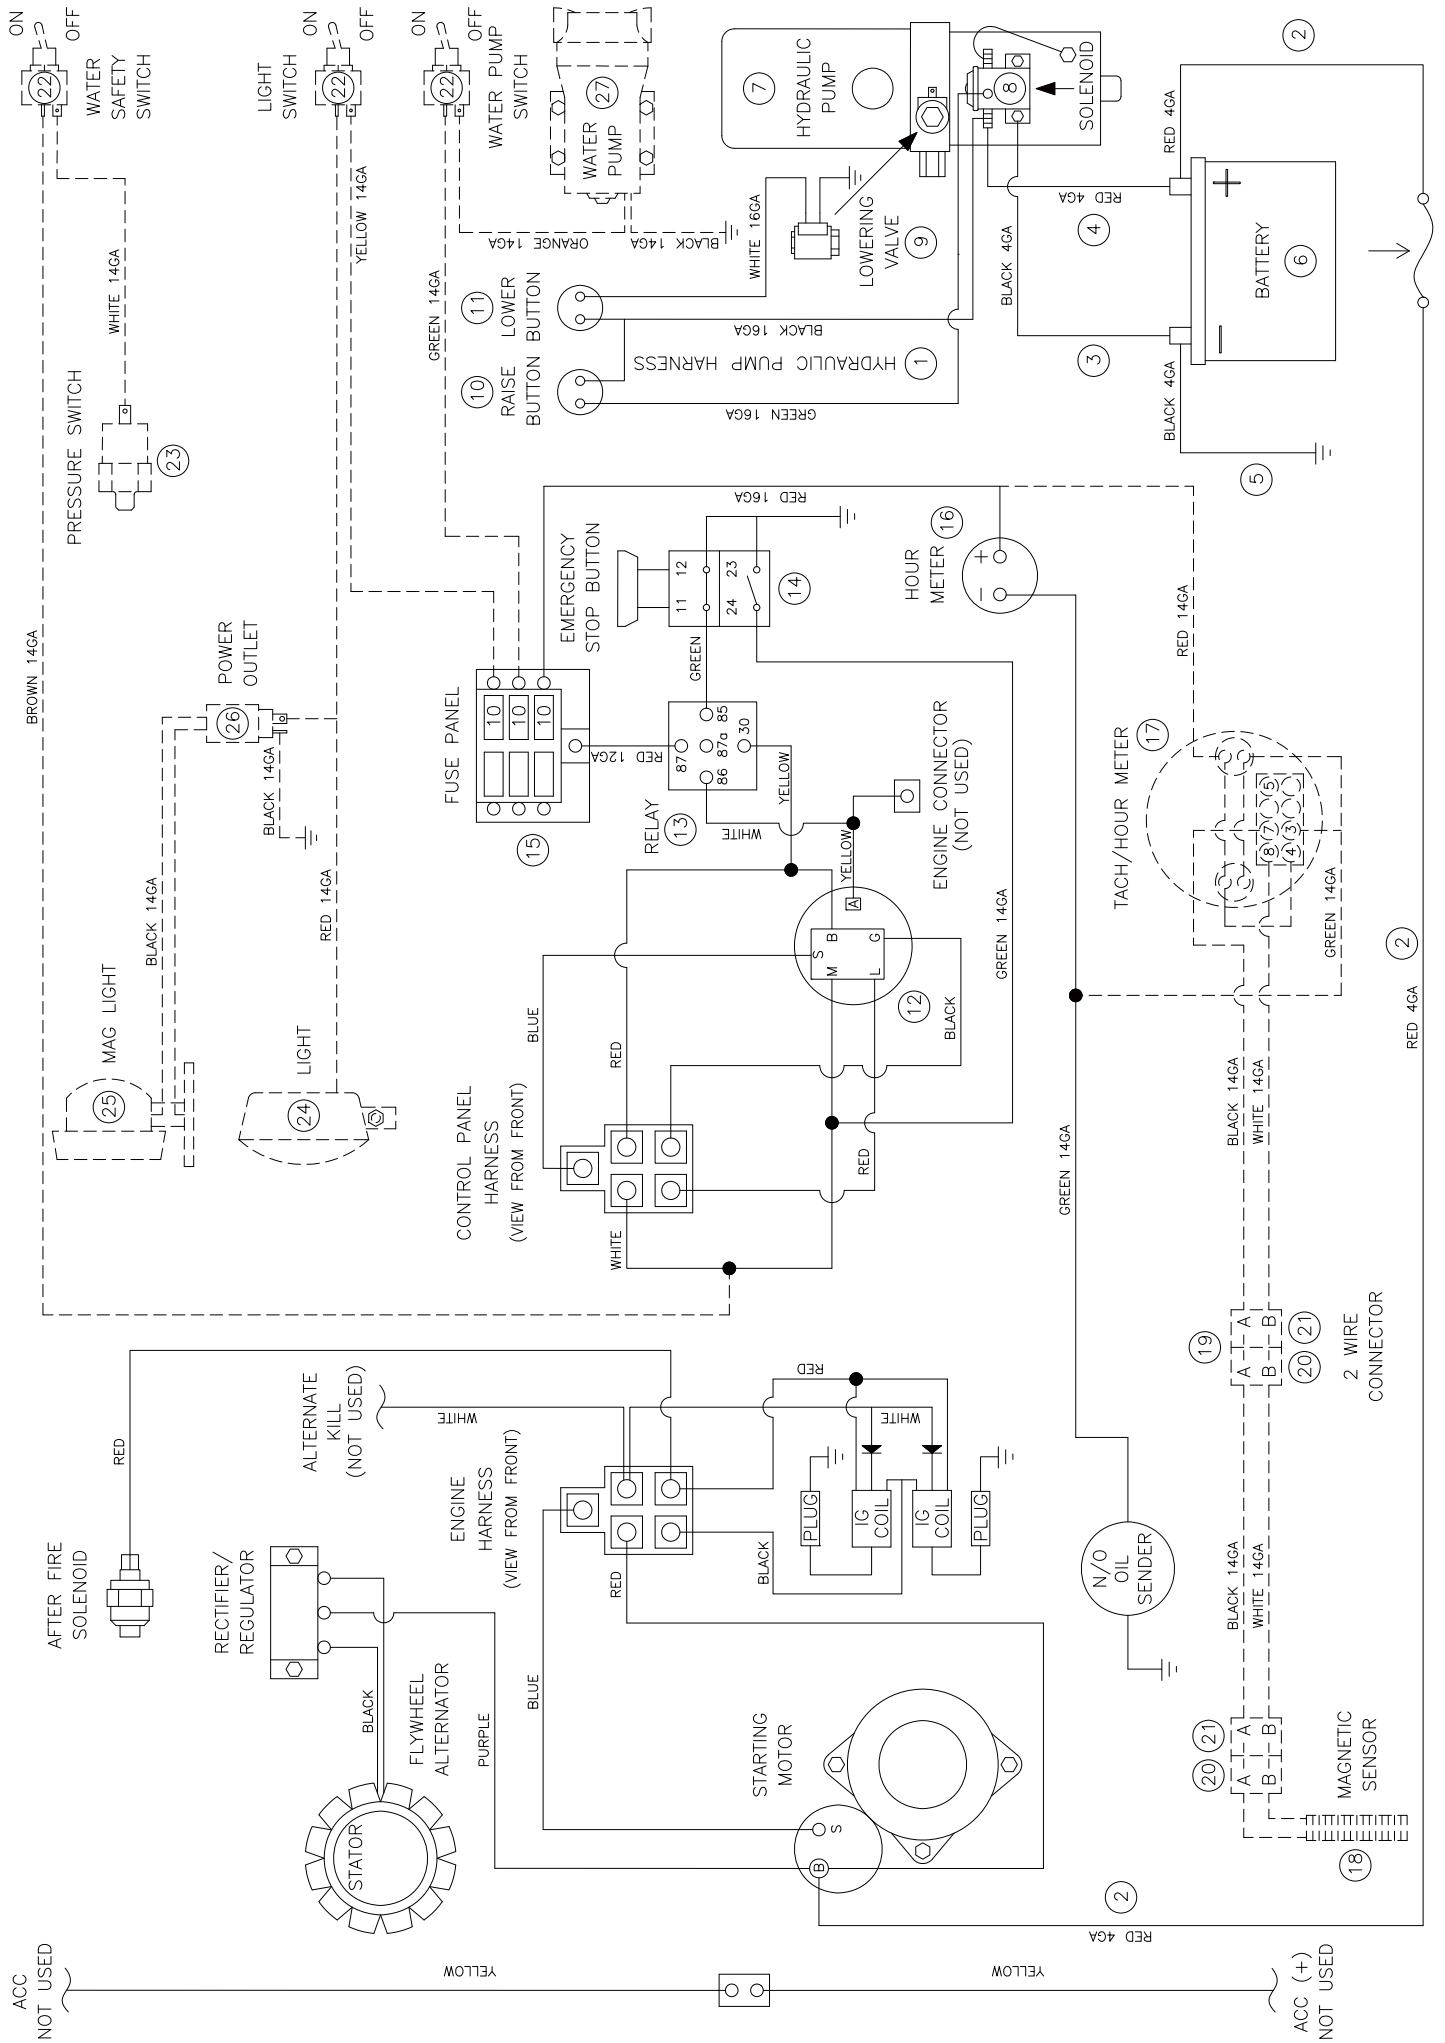 ACC
NOT USED
YELLOW
YELLOW
ACC (+)
NOT USED
AFTER FIRE
SOLENOID
RED
RECTIFIER/
REGULATOR
STATOR
BLACK
FLYWHEEL
ALTERNATOR
PURPLE
BLUE
ALTERNATE
KILL
(NOT USED)
WHITE
ENGINE
HARNESS
(VIEW FROM FRONT)
RED
BLACK
RED
WHITE
PLUG
IG
COIL
IG
COIL
PLUG
STARTING
MOTOR
S
B
2
RED 4GA
N/O
OIL
SENDER
GREEN 14GA
20
21
A
A
B
B
MAGNETIC
SENSOR
18
BLACK 14GA
WHITE 14GA
19
A
A
B
B
20
21
2 WIRE
CONNECTOR
BLACK 14GA
WHITE 14GA
MAG LIGHT
25
BLACK 14GA
LIGHT
24
RED 14GA
POWER
OUTLET
26
BLACK 14GA
BROWN 14GA
CONTROL PANEL
HARNESS
(VIEW FROM FRONT)
WHITE
BLUE
RED
RED
BLACK
12
S
M
B
L
G
A
YELLOW
ENGINE CONNECTOR
(NOT USED)
GREEN 14GA
FUSE PANEL
10
10
10
15
RED 12GA
RELAY
13
87
86
87a
85
30
WHITE
YELLOW
GREEN
EMERGENCY
STOP BUTTON
11
12
24
23
14
RED 16GA
HOUR
METER
16
−
+
TACH/HOUR METER
17
8
7
5
4
3
GREEN 14GA
RED 14GA
2
RED 4GA
PRESSURE SWITCH
23
WHITE 14GA
WATER
SAFETY
SWITCH
22
ON
OFF
LIGHT
SWITCH
22
ON
OFF
YELLOW 14GA
WATER PUMP
SWITCH
22
ON
OFF
GREEN 14GA
ORANGE 14GA
BLACK 14GA
WATER
PUMP
27
10
RAISE
BUTTON
11
LOWER
BUTTON
GREEN 16GA
BLACK 16GA
HYDRAULIC PUMP HARNESS
1
WHITE 16GA
LOWERING
VALVE
9
HYDRAULIC
PUMP
7
8
SOLENOID
BLACK 4GA
3
RED 4GA
4
BLACK 4GA
5
−
+
BATTERY
6
RED 4GA
2